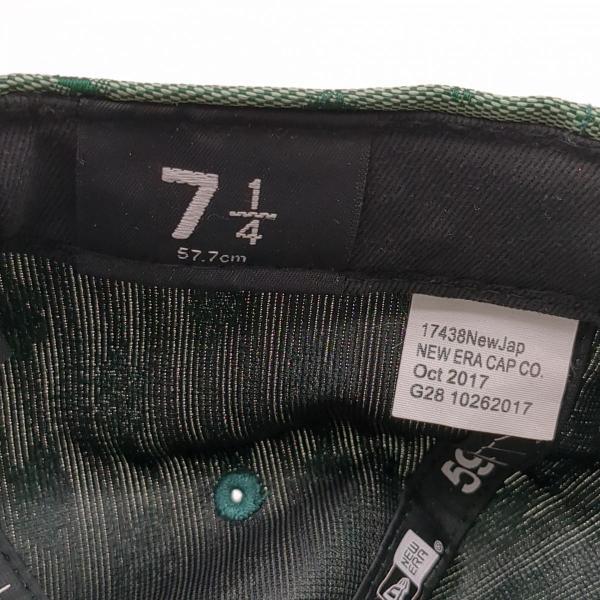 7 1/4
57.7cm
17438NewJap
NEW ERA CAP CO.
Oct 2017
G28 10262017
59
NEW ERA
®